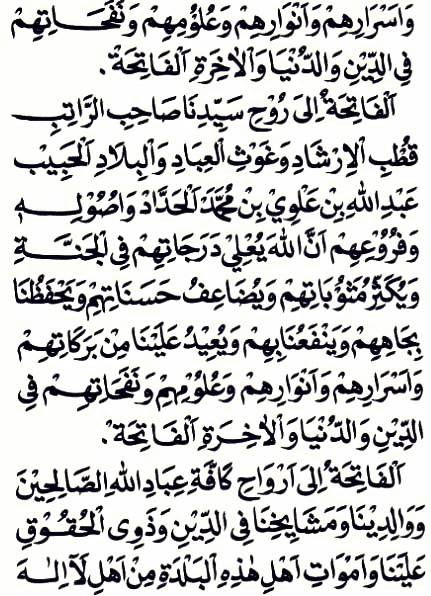 وَاَسْرَارِهِمْ وَاَنْوَارِهِمْ وَعُلُوْمِهِمْ وَنَفَحَاتِهِمْ
فِي الدِّيْنِ وَالدُّنْيَا وَالْاٰخِرَةِ اَلْفَاتِحَةْ.
اَلْفَاتِحَةُ اِلَى رُوْحِ سَيِّدِنَا صَاحِبِ الرَّاتِبِ
قُطْبِ الْاِرْشَادِ وَغَوْثِ الْعِبَادِ وَالْبِلَادِ الْحَبِيْبِ
عَبْدِ اللهِ بْنِ عَلَوِيْ بْنِ مُحَمَّدْ الْحَدَّادْ وَاُصُوْلِهِ
وَفُرُوْعِهِمْ اَنَّ اللهَ يُعْلِيْ دَرَجَاتِهِمْ فِي الْجَنَّةِ
وَيُكَثِّرُ مَثُوْبَاتِهِمْ وَيُضَاعِفُ حَسَنَاتِهِمْ وَيَحْفَظُنَا
بِجَاهِهِمْ وَيَنْفَعُنَا بِهِمْ وَيُعِيْدُ عَلَيْنَا مِنْ بَرَكَاتِهِمْ
وَاَسْرَارِهِمْ وَاَنْوَارِهِمْ وَعُلُوْمِهِمْ وَنَفَحَاتِهِمْ فِي
الدِّيْنِ وَالدُّنْيَا وَالْاٰخِرَةِ اَلْفَاتِحَةْ.
اَلْفَاتِحَةُ اِلَى اَرْوَاحِ كَافَّةِ عِبَادِ اللهِ الصَّالِحِيْنَ
وَوَالِدِيْنَا وَمَشَايِخِنَا فِي الدِّيْنِ وَذَوِى الْحُقُوْقِ
عَلَيْنَا وَاَمْوَاتِ اَهْلِ هٰذِهِ الْبَلْدَةِ مِنْ اَهْلِ لَآ اِلٰهَ